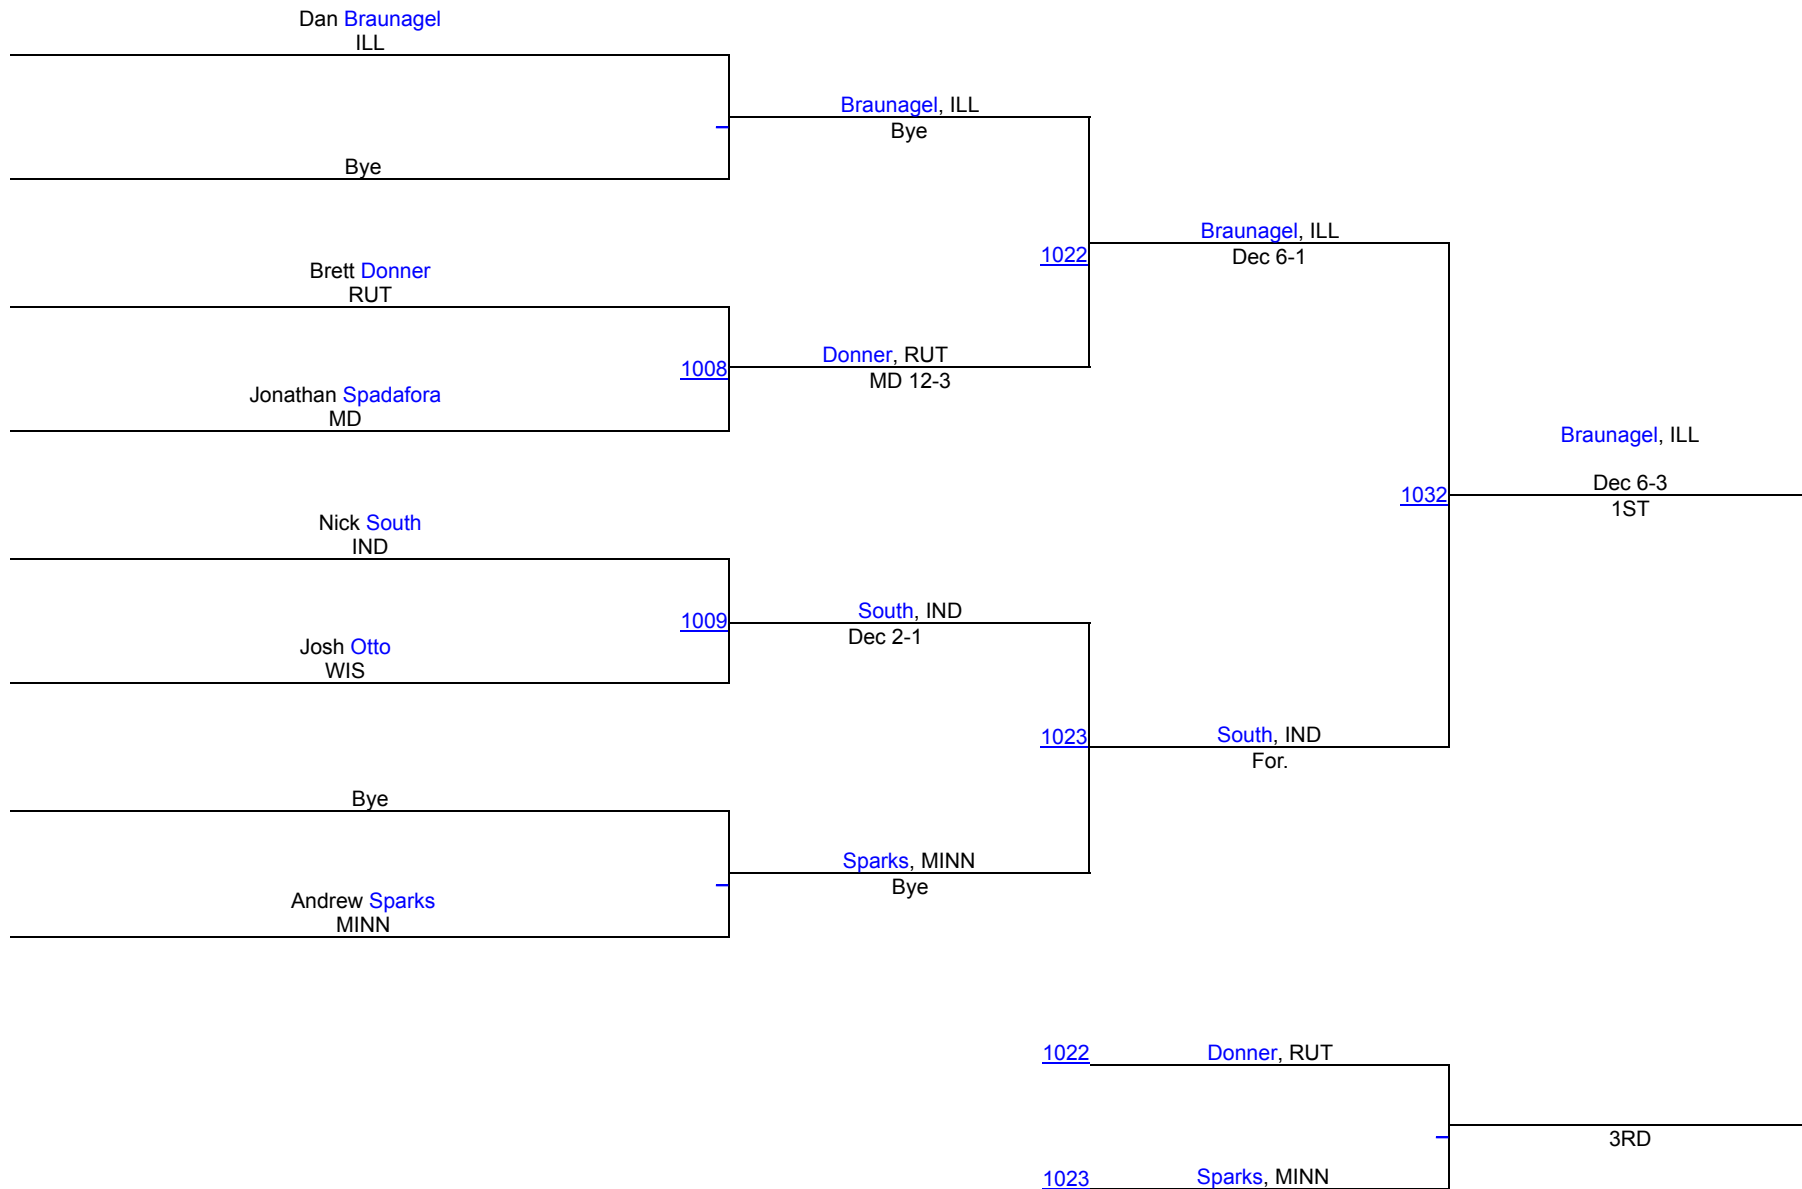 Dan Braunagel
ILL
Braunagel, ILL
Bye
Bye
Braunagel, ILL
1022
Dec 6-1
Brett Donner
RUT
Donner, RUT
1008
MD 12-3
Jonathan Spadafora
MD
Braunagel, ILL
Dec 6-3
1032
1ST
Nick South
IND
South, IND
1009
Dec 2-1
Josh Otto
WIS
South, IND
1023
For.
Bye
Sparks, MINN
Bye
Andrew Sparks
MINN
1022 Donner, RUT
3RD
1023 Sparks, MINN